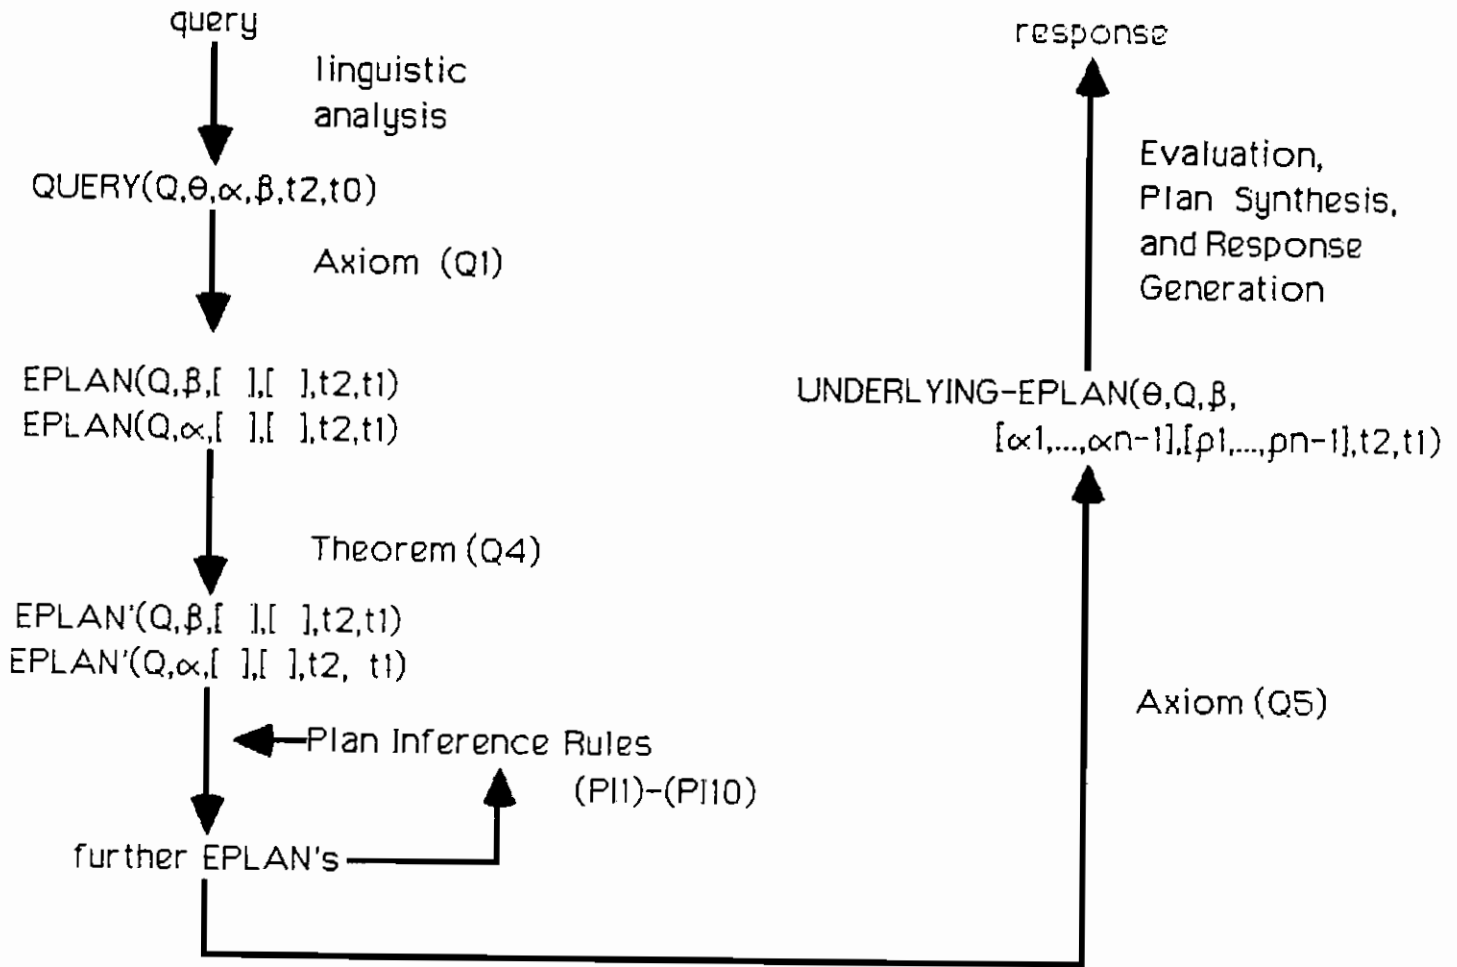 query
linguistic
analysis
QUERY(Q,θ,∝,β,t2,t0)
Axiom (Q1)
EPLAN(Q,β,[ ],[ ],t2,t1)
EPLAN(Q,∝,[ ],[ ],t2,t1)
Theorem (Q4)
EPLAN'(Q,β,[ ],[ ],t2,t1)
EPLAN'(Q,∝,[ ],[ ],t2, t1)
Plan Inference Rules
(PI1)-(PI10)
further EPLAN's
response
Evaluation,
Plan Synthesis,
and Response
Generation
UNDERLYING-EPLAN(θ,Q,β,
[∝1,...,∝n-1],[ρ1,...,ρn-1],t2,t1)
Axiom (Q5)